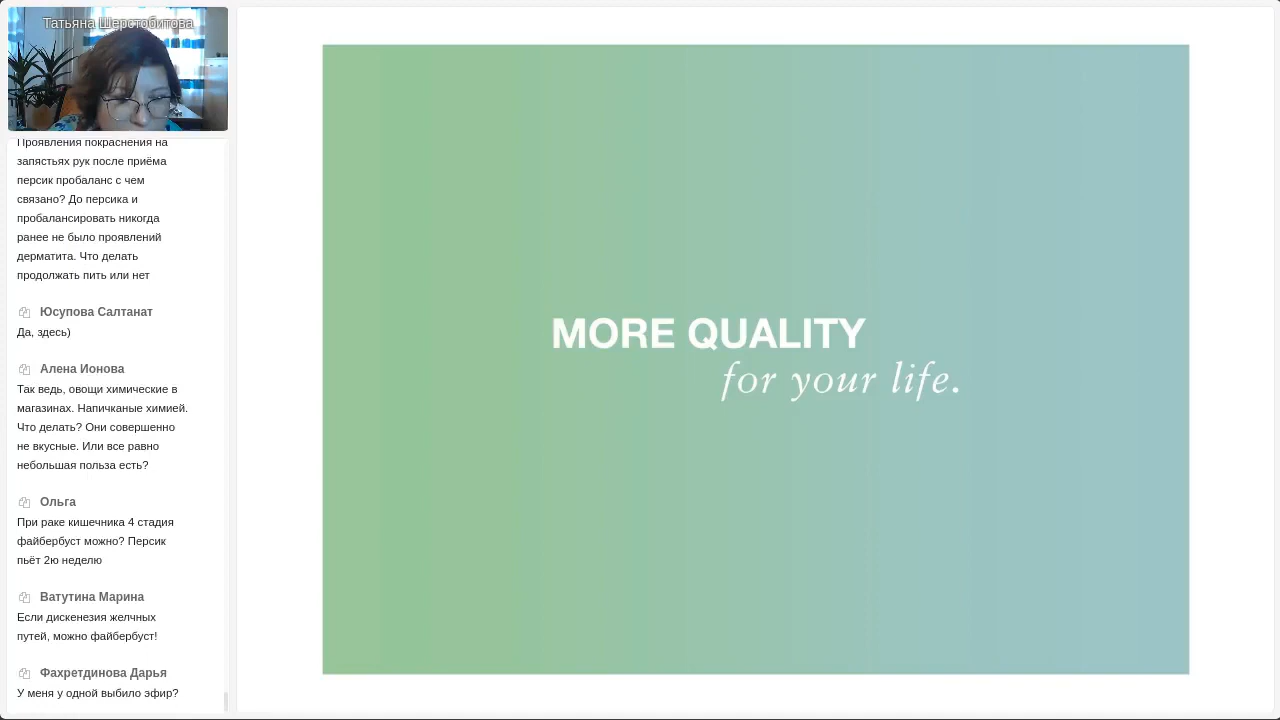 Татьяна Шерстобитова
Проявления покраснения на
запястьях рук после приёма
персик пробаланс с чем
связано? До персика и
пробалансировать никогда
ранее не было проявлений
дерматита. Что делать
продолжать пить или нет
Юсупова Салтанат
Да, здесь)
Алена Ионова
Так ведь, овощи химические в
магазинах. Напичканые химией.
Что делать? Они совершенно
не вкусные. Или все равно
небольшая польза есть?
Ольга
При раке кишечника 4 стадия
файбербуст можно? Персик
пьёт 2ю неделю
Ватутина Марина
Если дискенезия желчных
путей, можно файбербуст!
Фахретдинова Дарья
У меня у одной выбило эфир?
MORE QUALITY
for your life.